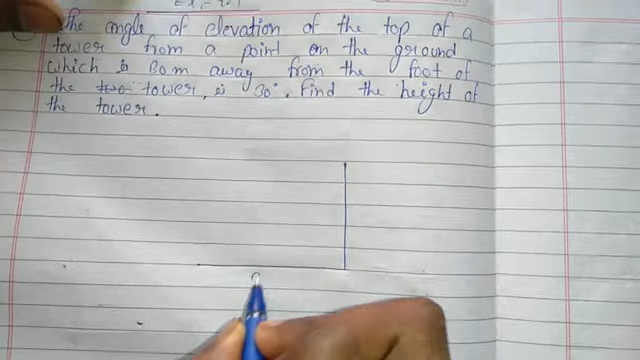 The angle of elevation of the top of a
tower from a point on the ground
which is 30m away from the foot of
the tower, is 30°. Find the height of
the tower.